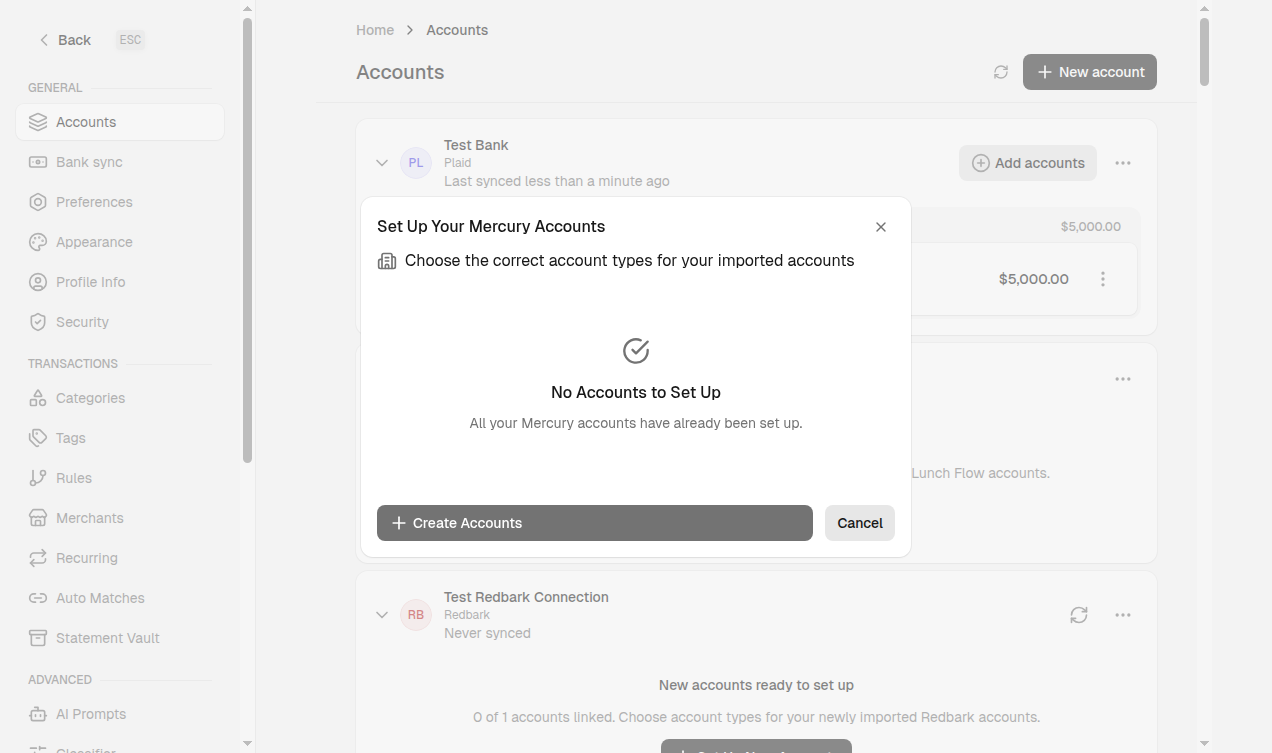 Back
ESC
GENERAL
Accounts
Bank sync
Preferences
Appearance
Profile Info
Security
TRANSACTIONS
Categories
Tags
Rules
Merchants
Recurring
Auto Matches
Statement Vault
ADVANCED
AI Prompts
Home > Accounts
Accounts
New account
PL
Test Bank
Plaid
Last synced less than a minute ago
Add accounts
$5,000.00
$5,000.00
Set Up Your Mercury Accounts
Choose the correct account types for your imported accounts
No Accounts to Set Up
All your Mercury accounts have already been set up.
Create Accounts
Cancel
Lunch Flow accounts.
RB
Test Redbark Connection
Redbark
Never synced
New accounts ready to set up
0 of 1 accounts linked. Choose account types for your newly imported Redbark accounts.